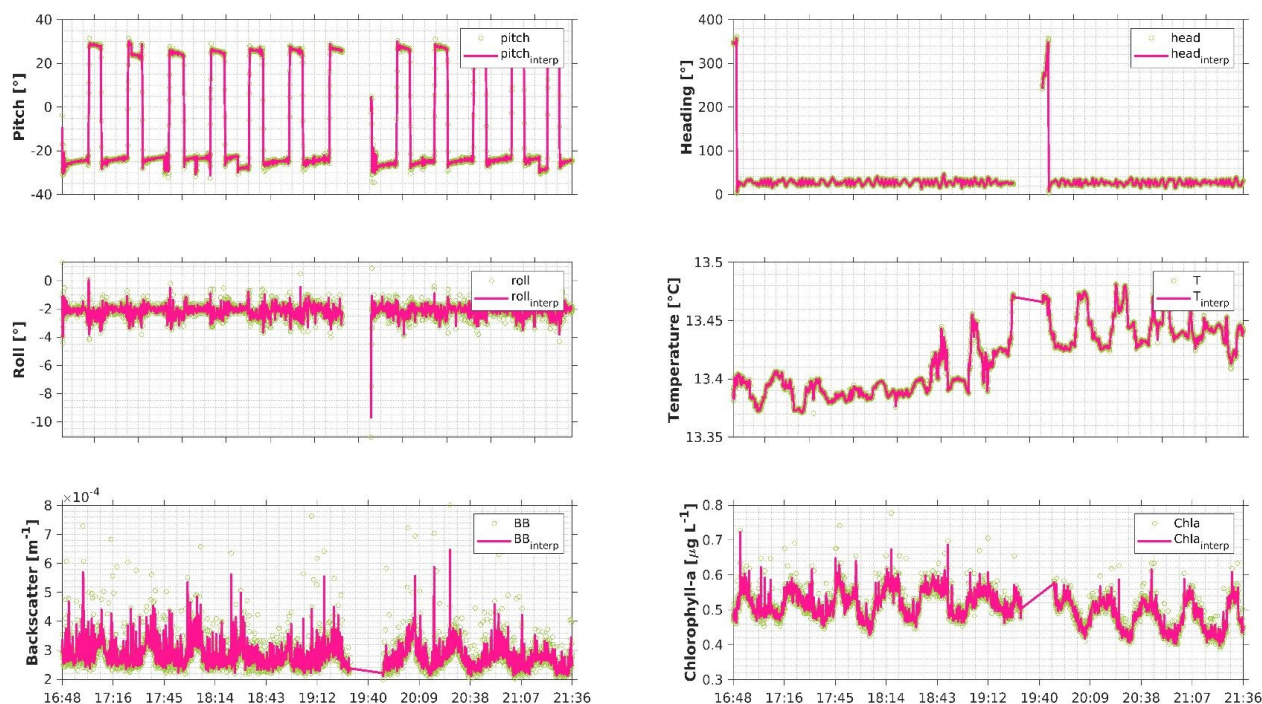 Pitch [°]
40
20
0
-20
-40
pitch
pitch_interp
Heading [°]
400
300
200
100
0
head
head_interp
Roll [°]
0
-2
-4
-6
-8
-10
roll
roll_interp
Temperature [°C]
13.5
13.45
13.4
13.35
T
T_interp
Backscatter [m⁻¹]
×10⁻⁴
8
7
6
5
4
3
2
BB
BB_interp
16:48 17:16 17:45 18:14 18:43 19:12 19:40 20:09 20:38 21:07 21:36
Chlorophyll-a [µg L⁻¹]
0.8
0.7
0.6
0.5
0.4
0.3
Chla
Chla_interp
16:48 17:16 17:45 18:14 18:43 19:12 19:40 20:09 20:38 21:07 21:36